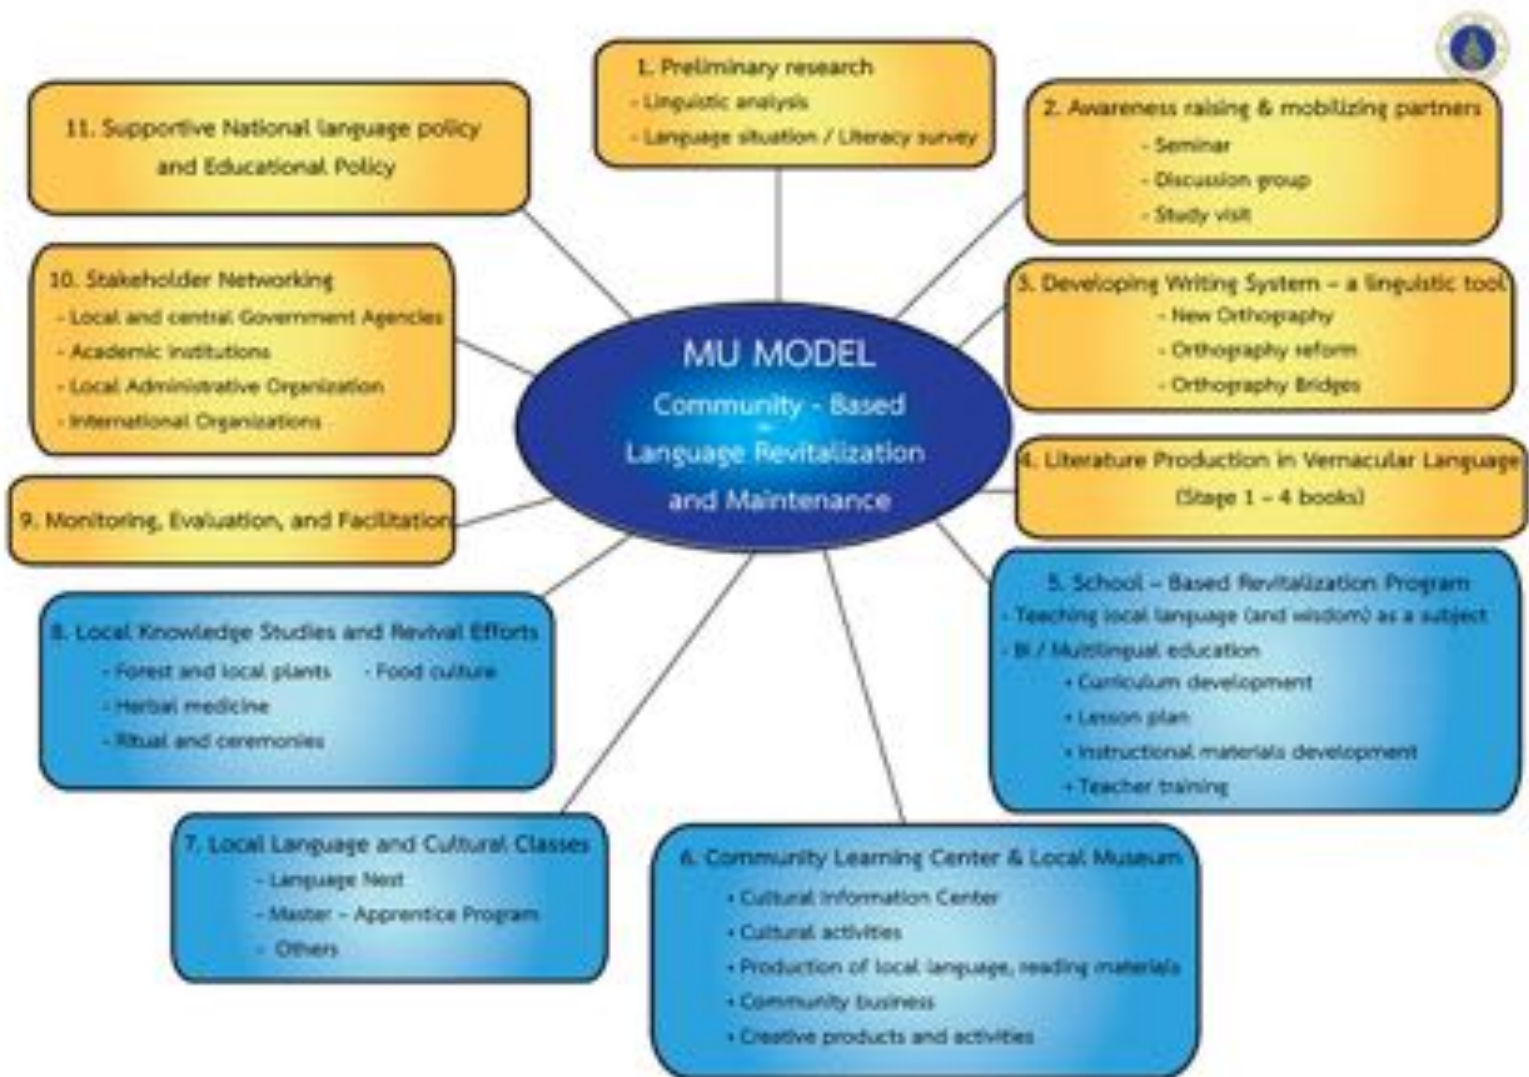 MU MODEL
Community - Based
Language Revitalization
and Maintenance
1. Preliminary research
- Linguistic analysis
- Language situation / Literacy survey
2. Awareness raising & mobilizing partners
- Seminar
- Discussion group
- Study visit
3. Developing Writing System – a linguistic tool
- New Orthography
- Orthography reform
- Orthography Bridges
4. Literature Production in Vernacular Language
(Stage 1 – 4 books)
5. School – Based Revitalization Program
- Teaching local language (and wisdom) as a subject
- Bi / Multilingual education
• Curriculum development
• Lesson plan
• Instructional materials development
• Teacher training
6. Community Learning Center & Local Museum
• Cultural Information Center
• Cultural activities
• Production of local language, reading materials
• Community business
• Creative products and activities
7. Local Language and Cultural Classes
- Language Nest
- Master – Apprentice Program
- Others
8. Local Knowledge Studies and Revival Efforts
- Forest and local plants - Food culture
- Herbal medicine
- Ritual and ceremonies
9. Monitoring, Evaluation, and Facilitation
10. Stakeholder Networking
- Local and central Government Agencies
- Academic institutions
- Local Administrative Organization
- International Organizations
11. Supportive National language policy
and Educational Policy